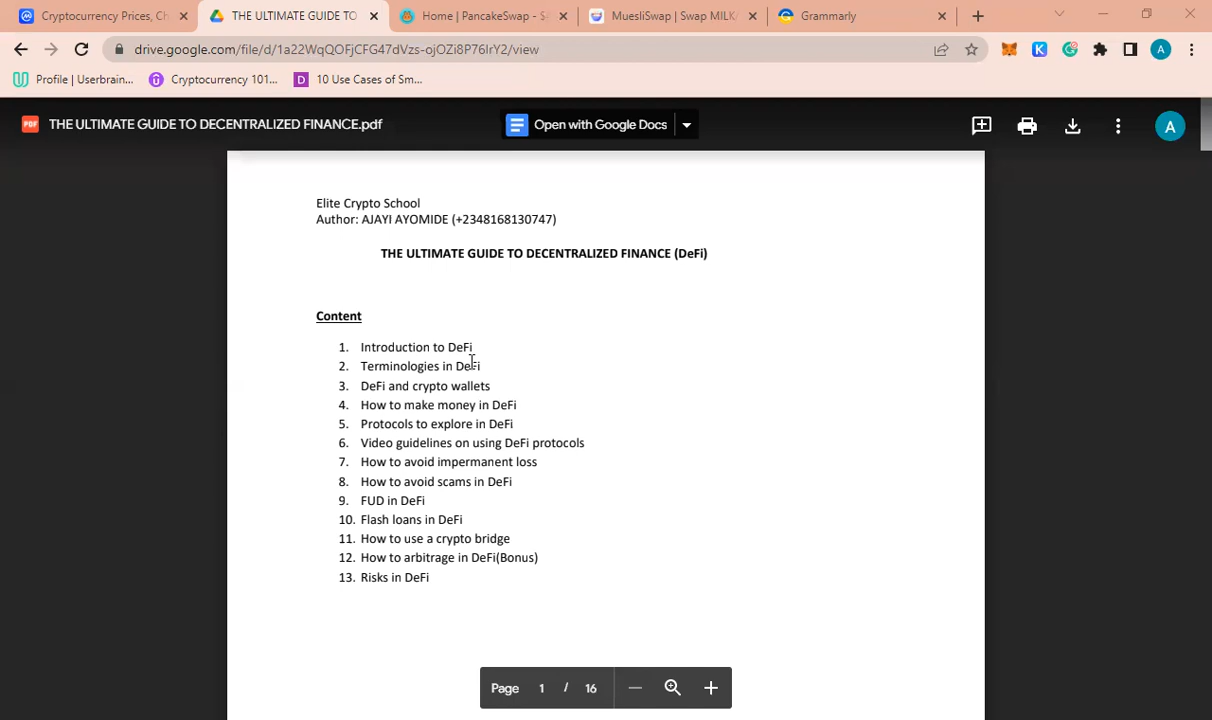 Cryptocurrency Prices, Ch
THE ULTIMATE GUIDE TO
Home | PancakeSwap - $
MuesliSwap | Swap MILK/
Grammarly
drive.google.com/file/d/1a22WqQOFjCFG47dVzs-ojOZi8P76IrY2/view
A
Profile | Userbrain...
Cryptocurrency 101...
10 Use Cases of Sm...
PDF
THE ULTIMATE GUIDE TO DECENTRALIZED FINANCE.pdf
Open with Google Docs
A
Elite Crypto School
Author: AJAYI AYOMIDE (+2348168130747)
THE ULTIMATE GUIDE TO DECENTRALIZED FINANCE (DeFi)
Content
1. Introduction to DeFi
2. Terminologies in DeFi
3. DeFi and crypto wallets
4. How to make money in DeFi
5. Protocols to explore in DeFi
6. Video guidelines on using DeFi protocols
7. How to avoid impermanent loss
8. How to avoid scams in DeFi
9. FUD in DeFi
10. Flash loans in DeFi
11. How to use a crypto bridge
12. How to arbitrage in DeFi(Bonus)
13. Risks in DeFi
Page 1 / 16